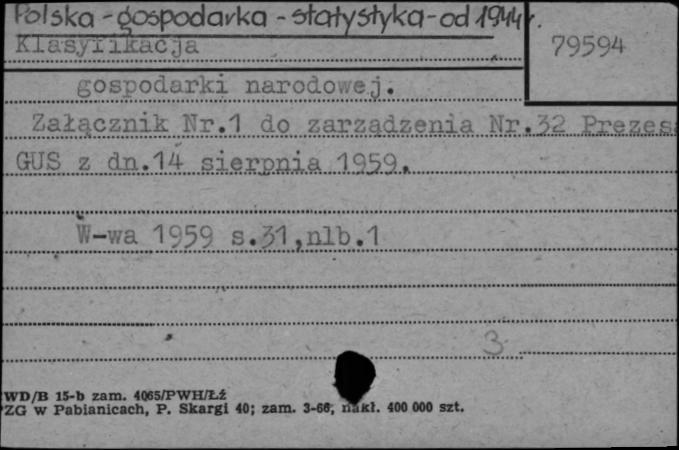 Polska - gospodarka - statystyka - od 1944 r.
Klasyfikacja
79594
gospodarki narodowej.
Załącznik Nr.1 do zarządzenia Nr.32 Prezesa
GUS z dn.14 sierpnia 1959.
W-wa 1959 s.31,nlb.1
3
WD/B 15-b zam. 4065/PWH/Łź
PZG w Pabianicach, P. Skargi 40; zam. 3-66, nakł. 400 000 szt.